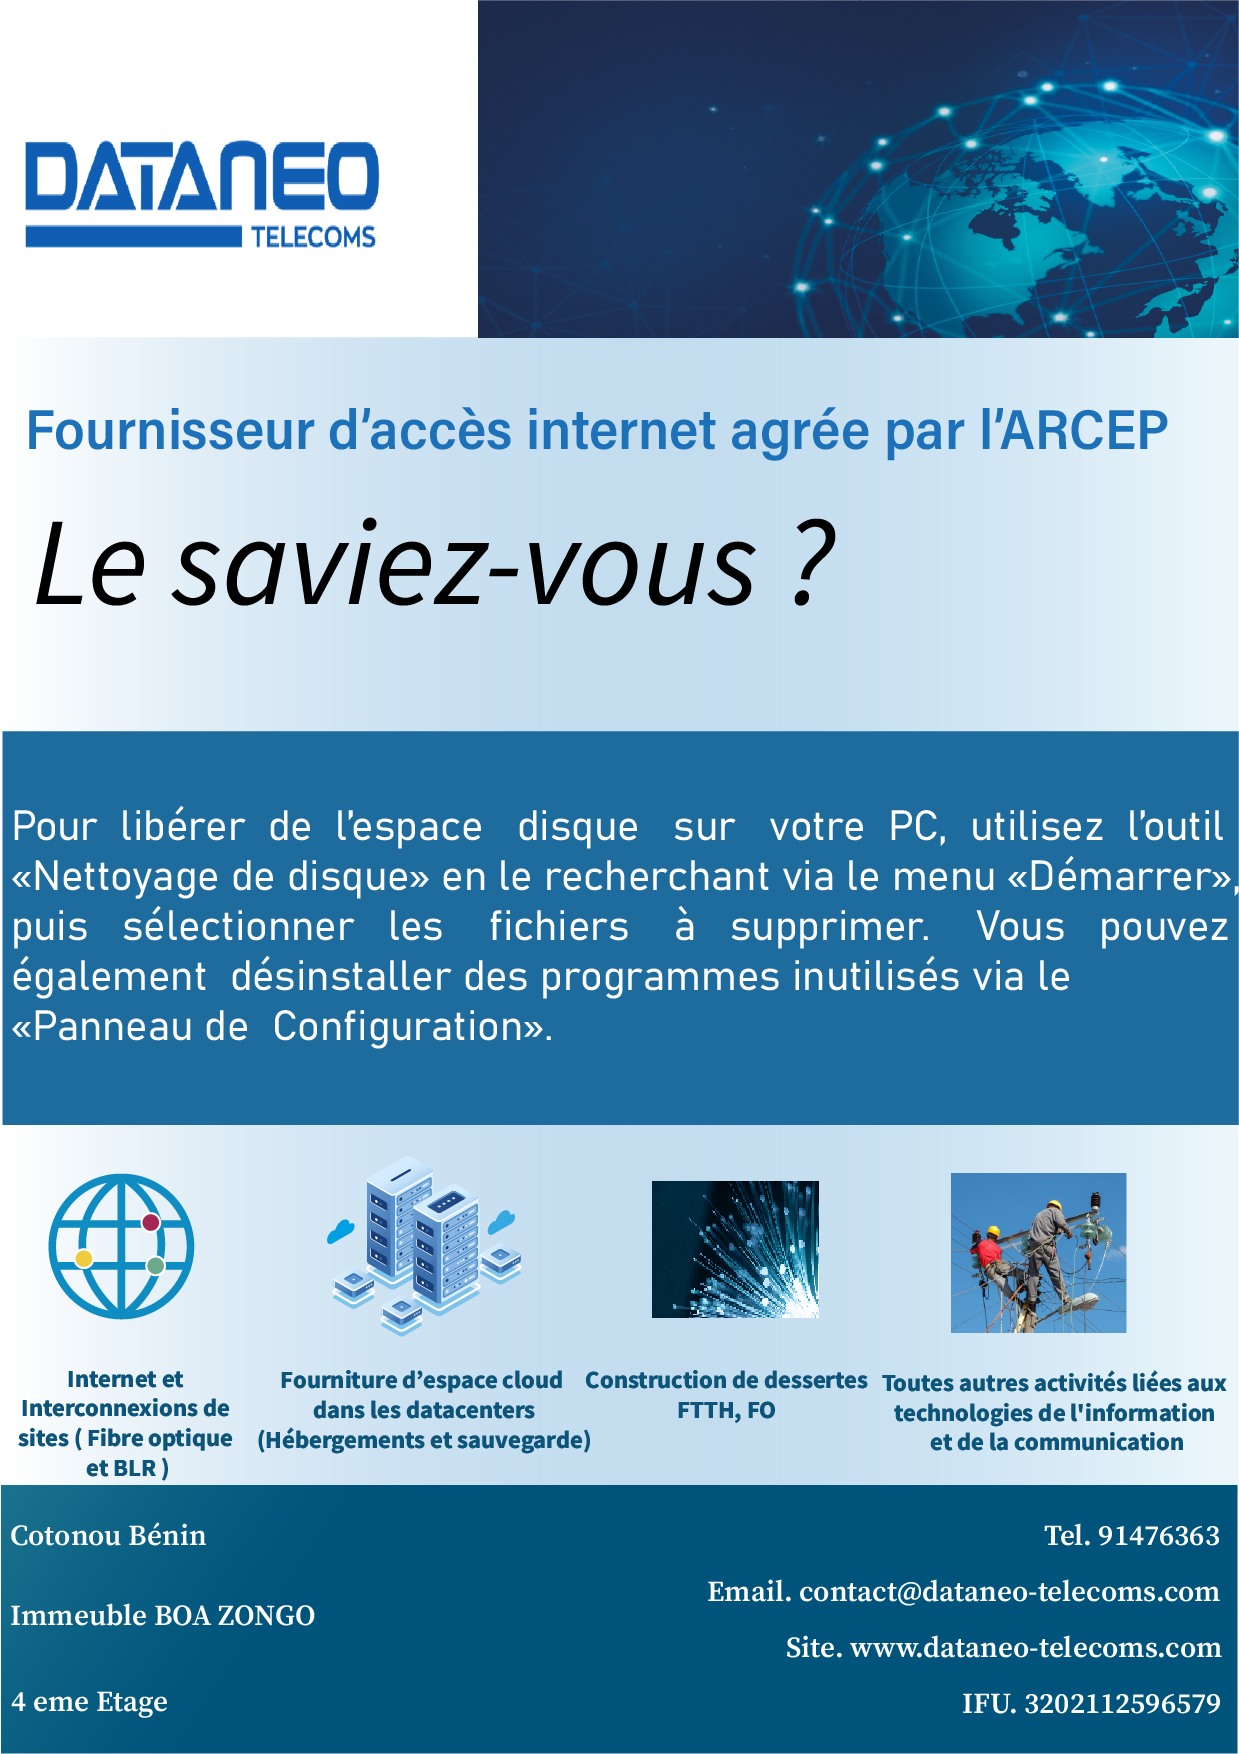 DATANEO
TELECOMS
Fournisseur d’accès internet agrée par l’ARCEP
Le saviez-vous ?
Pour libérer de l’espace disque sur votre PC, utilisez l’outil
«Nettoyage de disque» en le recherchant via le menu «Démarrer»,
puis sélectionner les fichiers à supprimer. Vous pouvez
également désinstaller des programmes inutilisés via le
«Panneau de Configuration».
Internet et
Interconnexions de
sites ( Fibre optique
et BLR )
Fourniture d’espace cloud
dans les datacenters
(Hébergements et sauvegarde)
Construction de dessertes
FTTH, FO
Toutes autres activités liées aux
technologies de l'information
et de la communication
Cotonou Bénin
Immeuble BOA ZONGO
4 eme Etage
Tel. 91476363
Email. contact@dataneo-telecoms.com
Site. www.dataneo-telecoms.com
IFU. 3202112596579